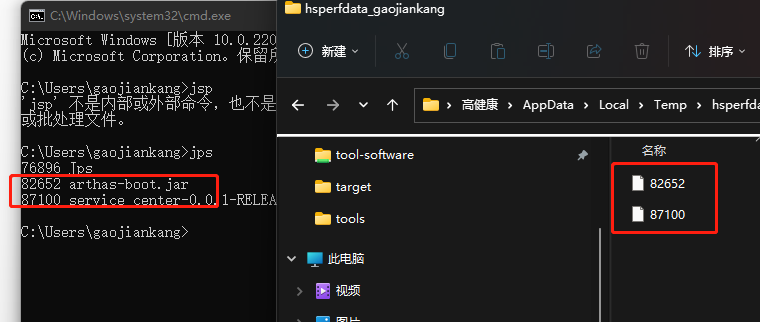 C:\Windows\system32\cmd.exe
Microsoft Windows [版本 10.0.220
(c) Microsoft Corporation。保留所
C:\Users\gaojiankang>jsp
'jsp' 不是内部或外部命令，也不是
或批处理文件。
C:\Users\gaojiankang>jps
76896 Jps
82652 arthas-boot.jar
87100 service center-0.0.1-RELEA
C:\Users\gaojiankang>
hsperfdata_gaojiankang
新建
排序
高健康 > AppData > Local > Temp > hsperfda
tool-software
target
tools
此电脑
视频
图片
名称
82652
87100